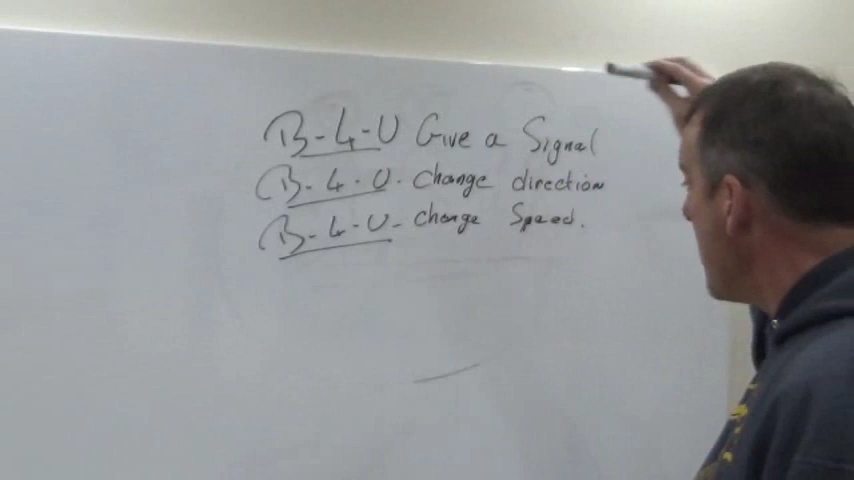 B-4-U Give a Signal
B-4-U. Change direction
B-4-U- Change Speed.